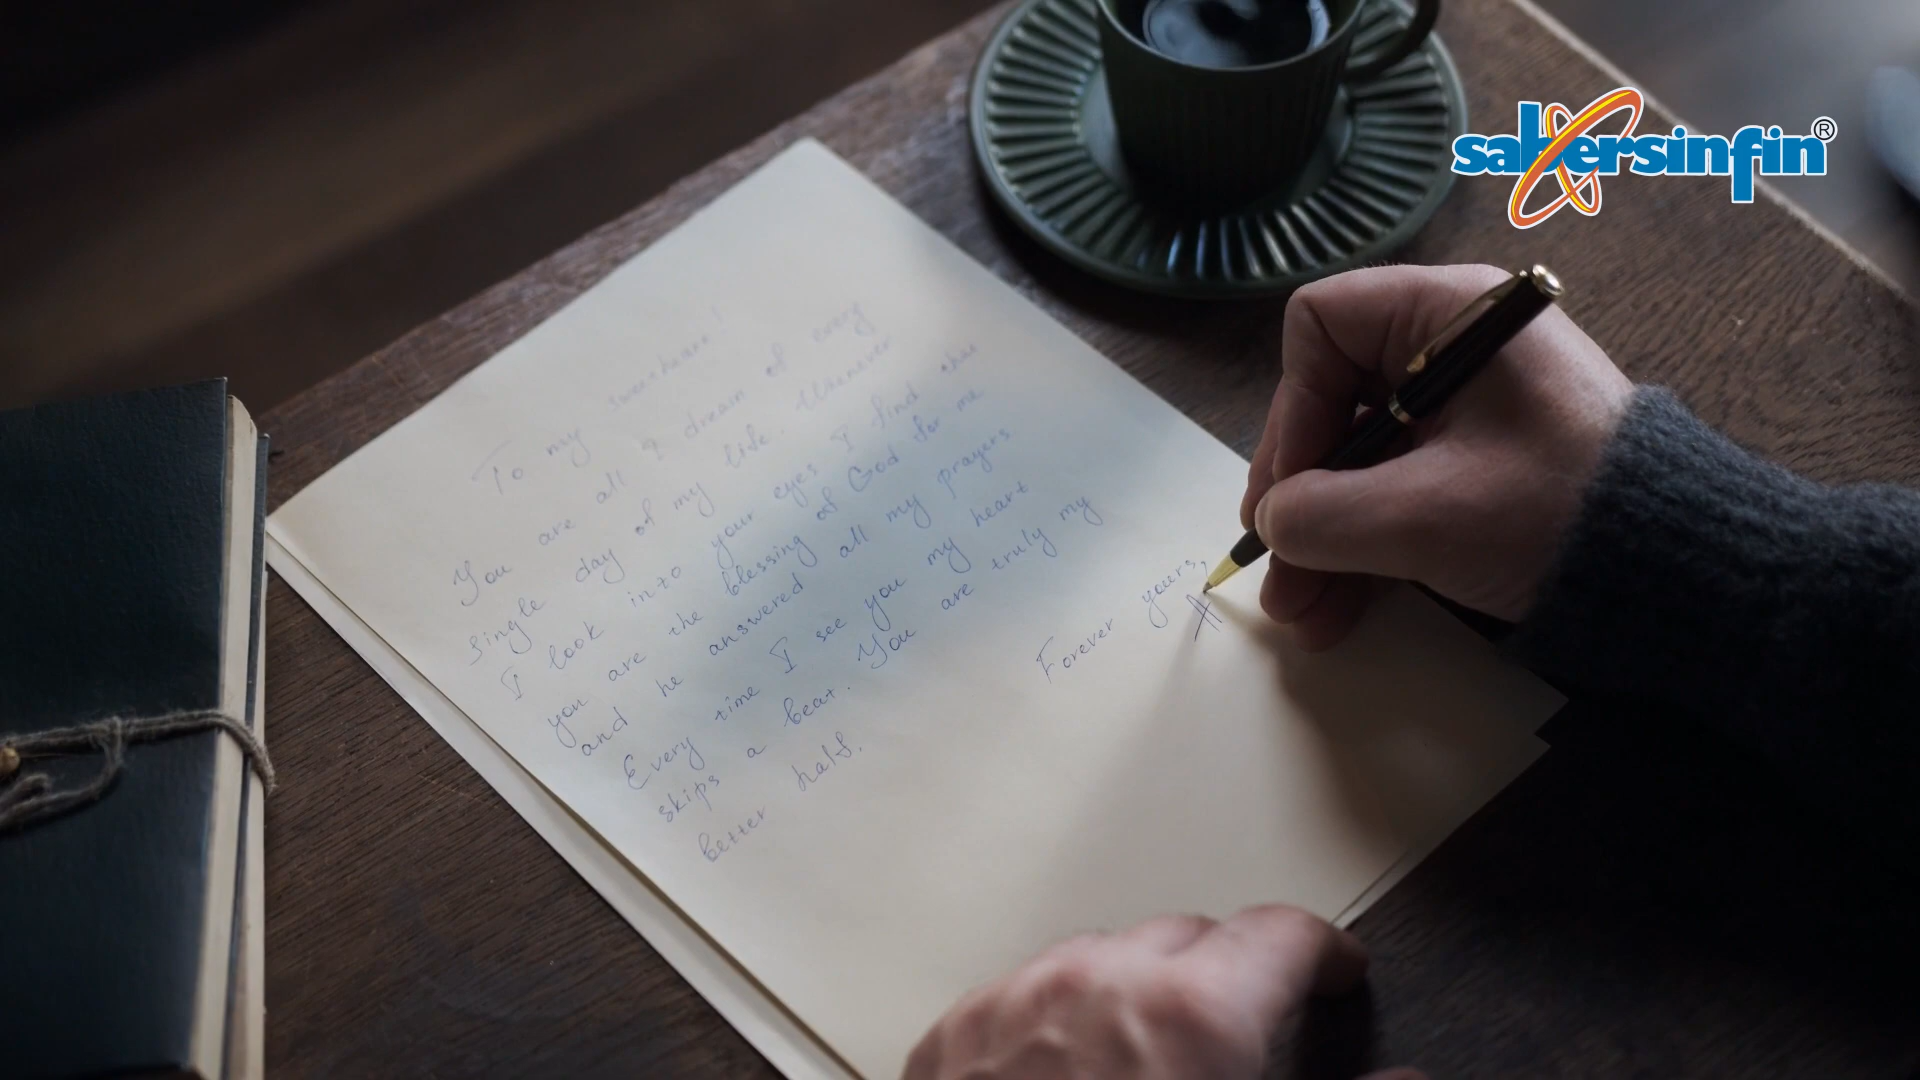 sabersinfin®
To my sweetheart!
You are all a dream of every
single day of my life. Whenever
I look into your eyes I find that
you are the blessing of God for me
and he answered all my prayers.
Every time I see you my heart
skips a beat. You are truly my
better half.
Forever yours,
A